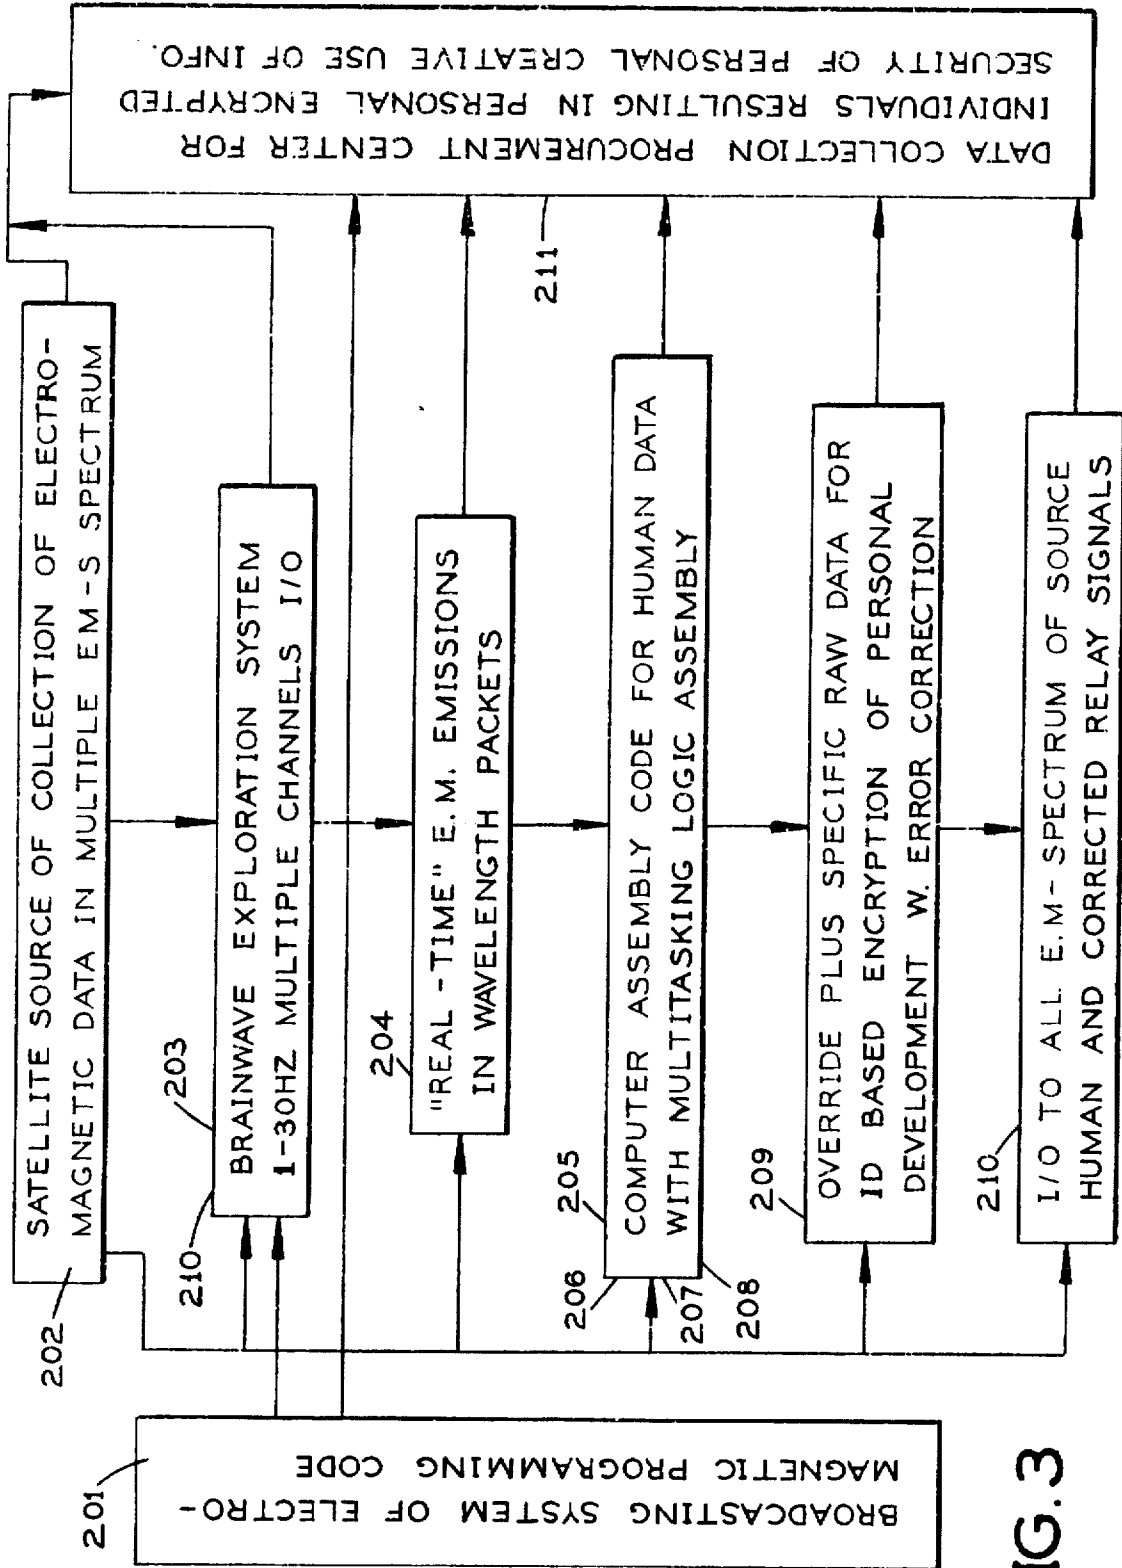 202
SATELLITE SOURCE OF COLLECTION OF ELECTRO-
MAGNETIC DATA IN MULTIPLE EM-S SPECTRUM
210
203
BRAINWAVE EXPLORATION SYSTEM
1-30HZ MULTIPLE CHANNELS I/O
204
"REAL-TIME" E.M. EMISSIONS
IN WAVELENGTH PACKETS
206
205
207
208
COMPUTER ASSEMBLY CODE FOR HUMAN DATA
WITH MULTITASKING LOGIC ASSEMBLY
209
OVERRIDE PLUS SPECIFIC RAW DATA FOR
ID BASED ENCRYPTION OF PERSONAL
DEVELOPMENT W. ERROR CORRECTION
210
I/O TO ALL E.M-SPECTRUM OF SOURCE
HUMAN AND CORRECTED RELAY SIGNALS
201
BROADCASTING SYSTEM OF ELECTRO-
MAGNETIC PROGRAMMING CODE
211
DATA COLLECTION PROCUREMENT CENTER FOR
INDIVIDUALS RESULTING IN PERSONAL ENCRYPTED
SECURITY OF PERSONAL CREATIVE USE OF INFO.
IG. 3